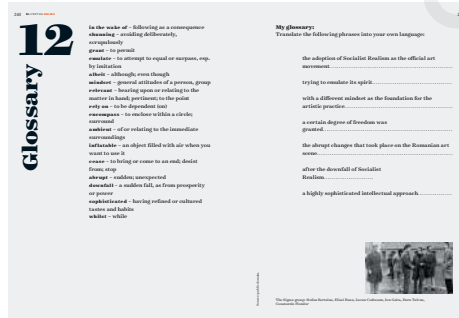 12
Glossary
in the wake of – following as a consequence
shunning – avoiding deliberately,
scrupulously
grant – to permit
emulate – to attempt to equal or surpass, esp.
by imitation
albeit – although; even though
mindset – general attitudes of a person, group
relevant – bearing upon or relating to the
matter in hand; pertinent; to the point
rely on – to be dependent (on)
encompass – to enclose within a circle;
surround
ambient – of or relating to the immediate
surroundings
inflatable – an object filled with air when you
want to use it
cease – to bring or to come to an end; desist
from; stop
abrupt – sudden; unexpected
downfall – a sudden fall, as from prosperity
or power
sophisticated – having refined or cultured
tastes and habits
whilst – while
My glossary:
Translate the following phrases into your own language:
the adoption of Socialist Realism as the official art
movement
trying to emulate its spirit
with a different mindset as the foundation for the
artistic practice
a certain degree of freedom was
granted
the abrupt changes that took place on the Romanian art
scene
after the downfall of Socialist
Realism
a highly sophisticated intellectual approach